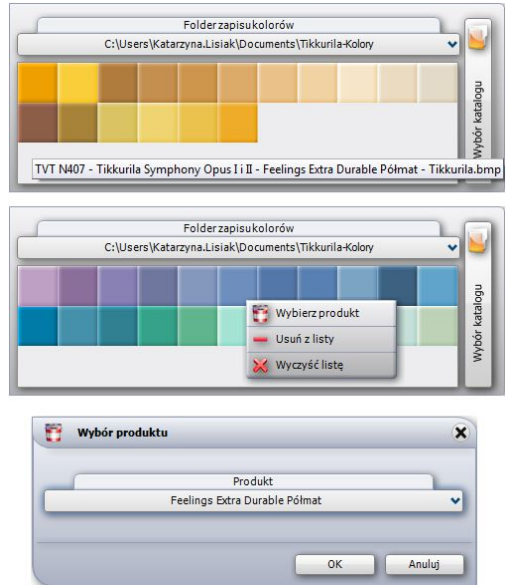 Folder zapisu kolorów
C:\Users\Katarzyna.Lisiak\Documents\Tikkurila-Kolory
Wybór katalogu
TVT N407 - Tikkurila Symphony Opus I i II - Feelings Extra Durable Półmat - Tikkurila.bmp
Folder zapisu kolorów
C:\Users\Katarzyna.Lisiak\Documents\Tikkurila-Kolory
Wybór katalogu
Wybierz produkt
Usuń z listy
Wyczyść listę
Wybór produktu
Produkt
Feelings Extra Durable Półmat
OK
Anuluj